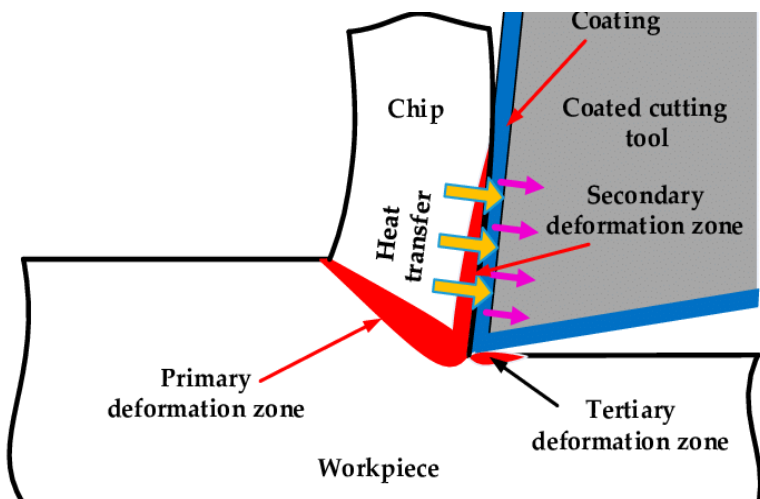 Coating
Chip
Coated cutting
tool
Heat
transfer
Secondary
deformation zone
Primary
deformation zone
Tertiary
deformation zone
Workpiece